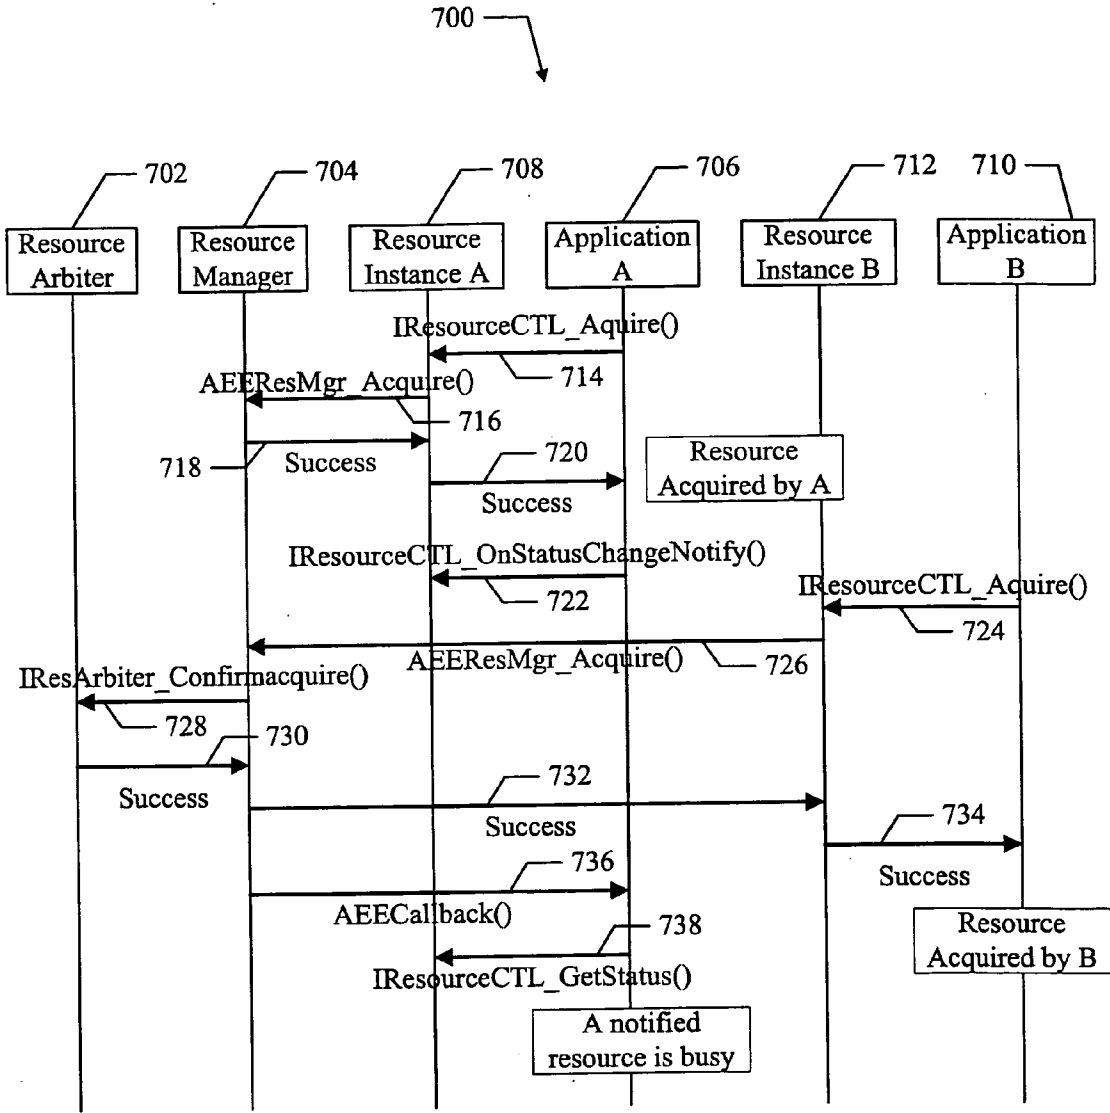 700
702
704
708
706
712
710
Resource
Arbiter
Resource
Manager
Resource
Instance A
Application
A
Resource
Instance B
Application
B
IResourceCTL_Aquire()
714
AEEResMgr_Acquire()
716
718
Success
720
Success
Resource
Acquired by A
IResourceCTL_OnStatusChangeNotify()
722
IResourceCTL_Aquire()
724
AEEResMgr_Acquire()
726
IResArbiter_Confirmacquire()
728
730
Success
732
Success
734
Success
736
AEECallback()
Resource
Acquired by B
738
IResourceCTL_GetStatus()
A notified
resource is busy